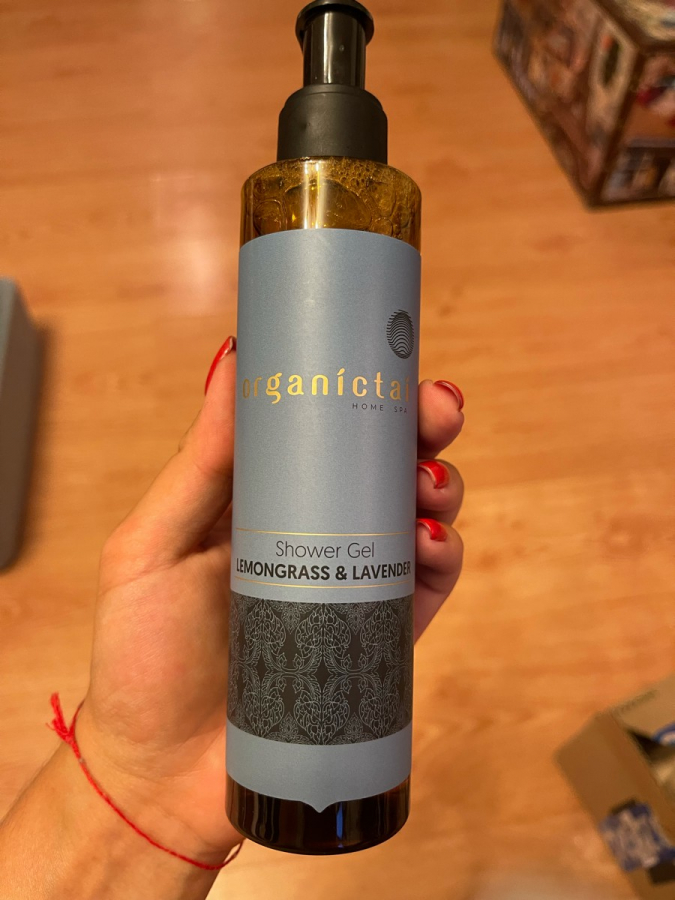 organíctai
HOME SPA
Shower Gel
LEMONGRASS & LAVENDER